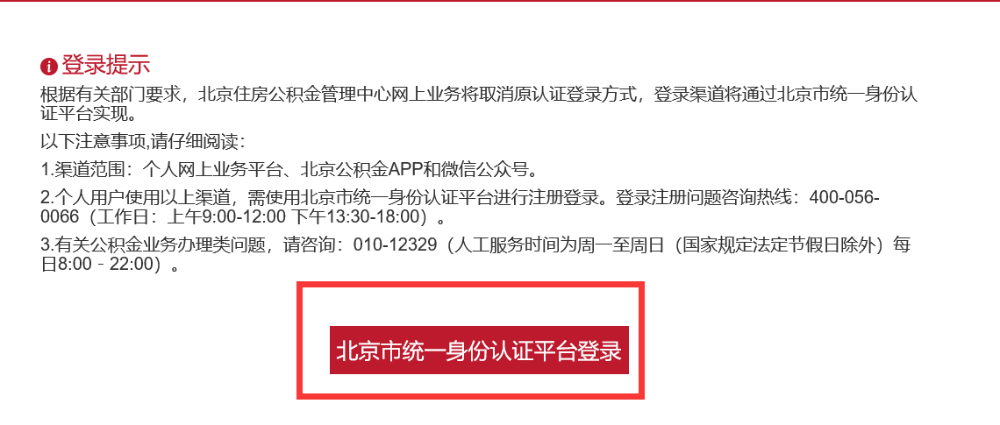 登录提示
根据有关部门要求，北京住房公积金管理中心网上业务将取消原认证登录方式，登录渠道将通过北京市统一身份认
证平台实现。
以下注意事项,请仔细阅读：
1.渠道范围：个人网上业务平台、北京公积金APP和微信公众号。
2.个人用户使用以上渠道，需使用北京市统一身份认证平台进行注册登录。登录注册问题咨询热线：400-056-
0066（工作日：上午9:00-12:00 下午13:30-18:00）。
3.有关公积金业务办理类问题，请咨询：010-12329（人工服务时间为周一至周日（国家规定法定节假日除外）每
日8:00 - 22:00）。
北京市统一身份认证平台登录